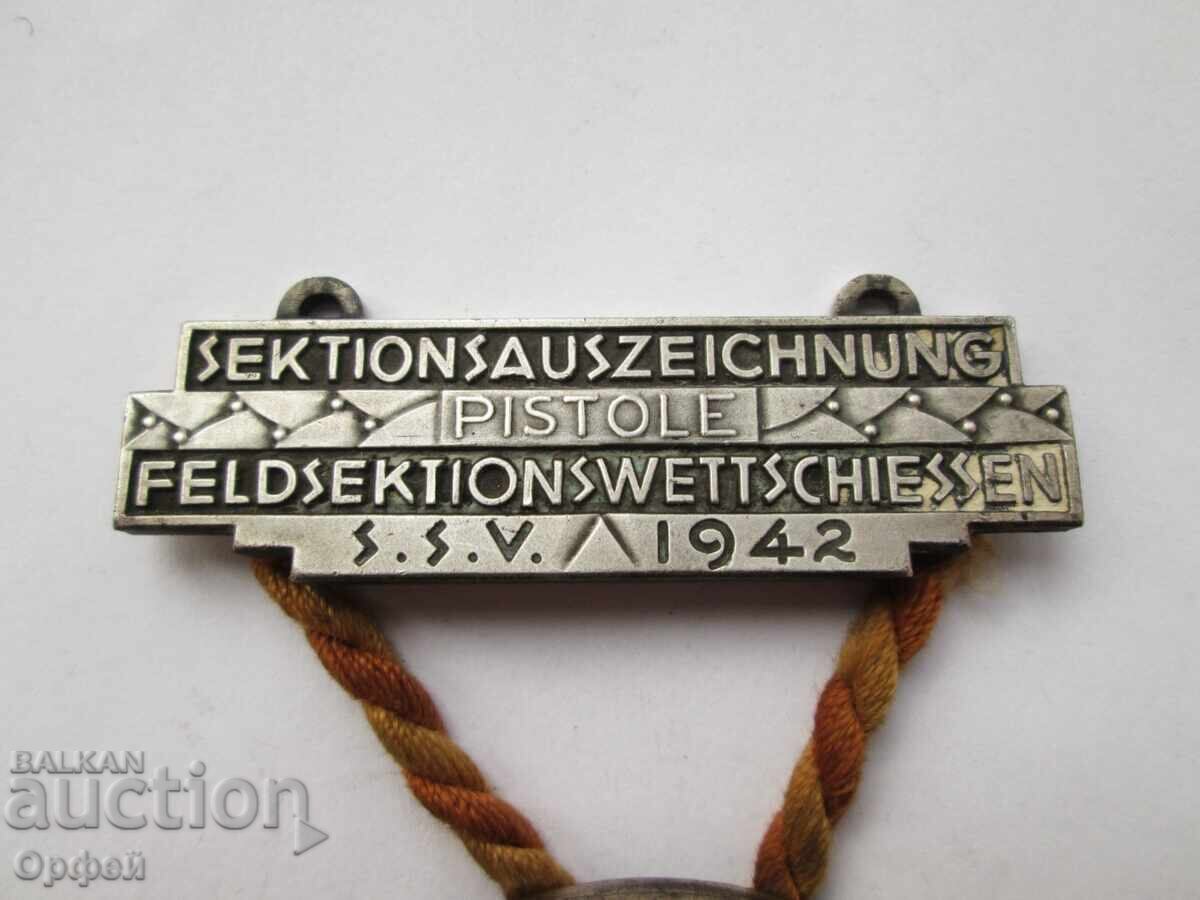 SEKTIONSAUSZEICHNUNG
PISTOLE
FELDSEKTIONSWETTSCHIESSEN
S.S.V. 1942
BALKAN
auction
Орфей